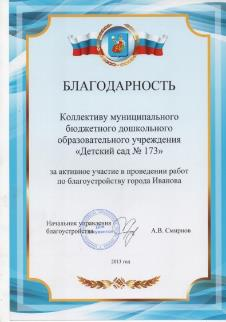 БЛАГОДАРНОСТЬ
Коллективу муниципального
бюджетного дошкольного
образовательного учреждения
«Детский сад № 173»
за активное участие в проведении работ
по благоустройству города Иванова
Начальник управления
благоустройства
А.В. Смирнов
2013 год